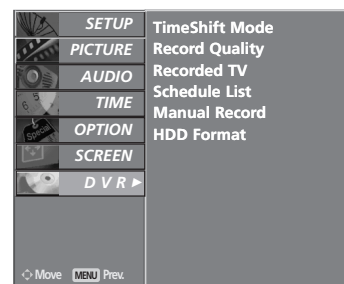 SETUP
PICTURE
AUDIO
TIME
OPTION
SCREEN
D V R ►
TimeShift Mode
Record Quality
Recorded TV
Schedule List
Manual Record
HDD Format
Move MENU Prev.